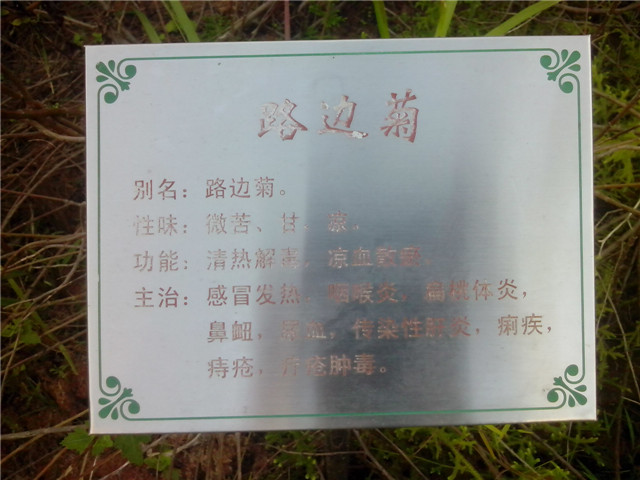 路边菊
别名：路边菊。
性味：微苦、甘、凉。
功能：清热解毒，凉血散瘀。
主治：感冒发热，咽喉炎，扁桃体炎，
鼻衄，尿血，传染性肝炎，痢疾，
痔疮，疔疮肿毒。